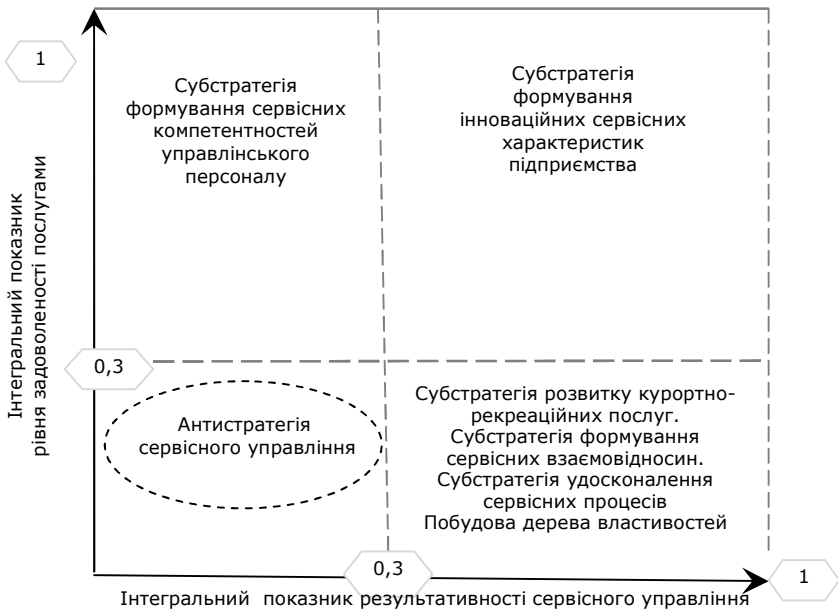 1
Субстратегія
формування сервісних
компетентностей
управлінського
персоналу
Субстратегія
формування
інноваційних сервісних
характеристик
підприємства
Інтегральний показник
рівня задоволеності послугами
0,3
Антистратегія
сервісного управління
Субстратегія розвитку курортно-
рекреаційних послуг.
Субстратегія формування
сервісних взаємовідносин.
Субстратегія удосконалення
сервісних процесів
Побудова дерева властивостей
0,3
1
Інтегральний  показник результативності сервісного управління